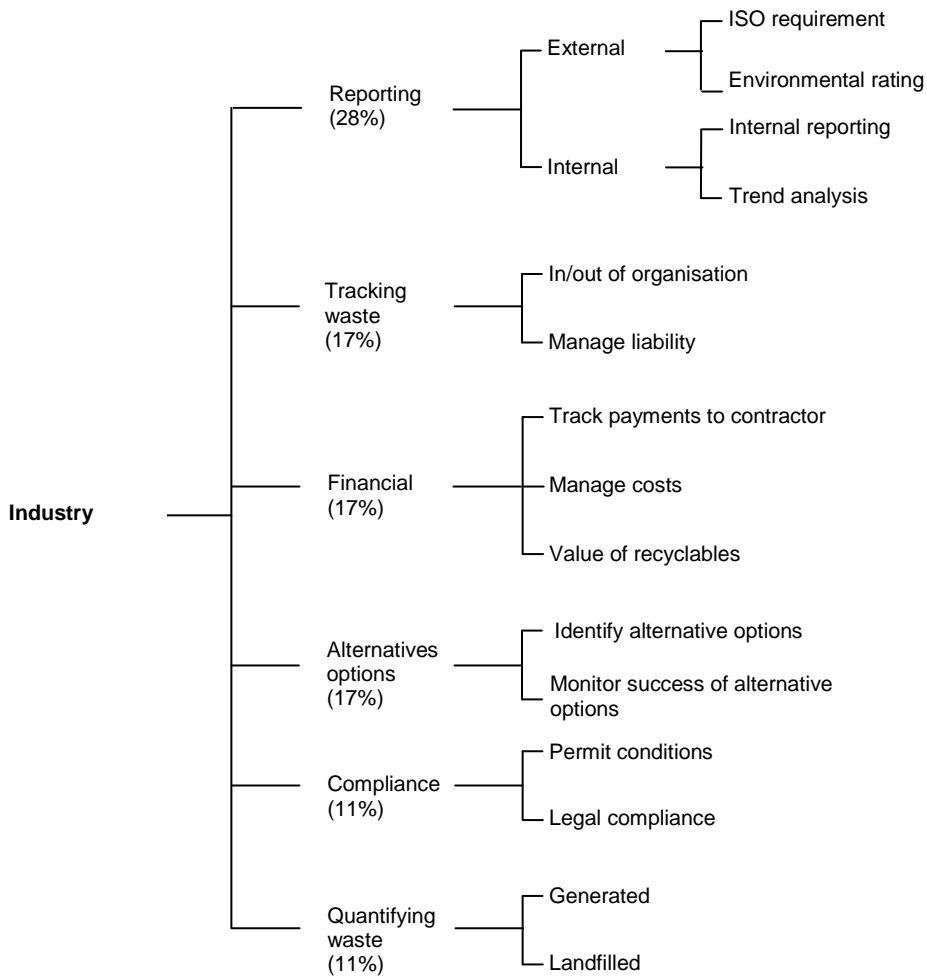 ISO requirement
External
Environmental rating
Reporting
(28%)
Internal reporting
Internal
Trend analysis
In/out of organisation
Tracking
waste
(17%)
Manage liability
Track payments to contractor
Financial
(17%)
Manage costs
Industry
Value of recyclables
Identify alternative options
Alternatives
options
(17%)
Monitor success of alternative
options
Permit conditions
Compliance
(11%)
Legal compliance
Generated
Quantifying
waste
(11%)
Landfilled